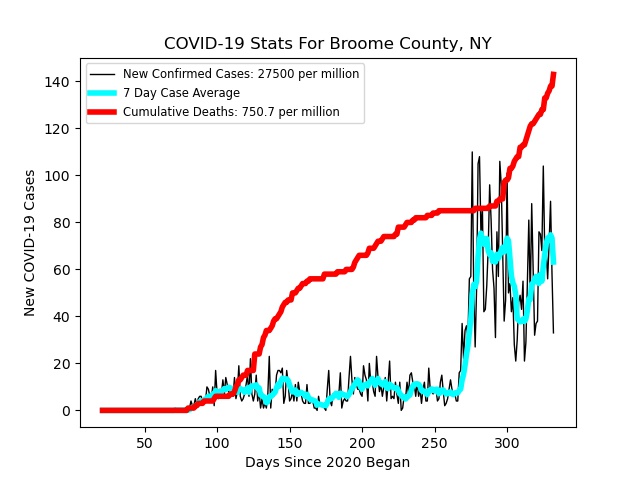 COVID-19 Stats For Broome County, NY
New Confirmed Cases: 27500 per million
7 Day Case Average
Cumulative Deaths: 750.7 per million
New COVID-19 Cases
140
120
100
80
60
40
20
0
50 100 150 200 250 300
Days Since 2020 Began